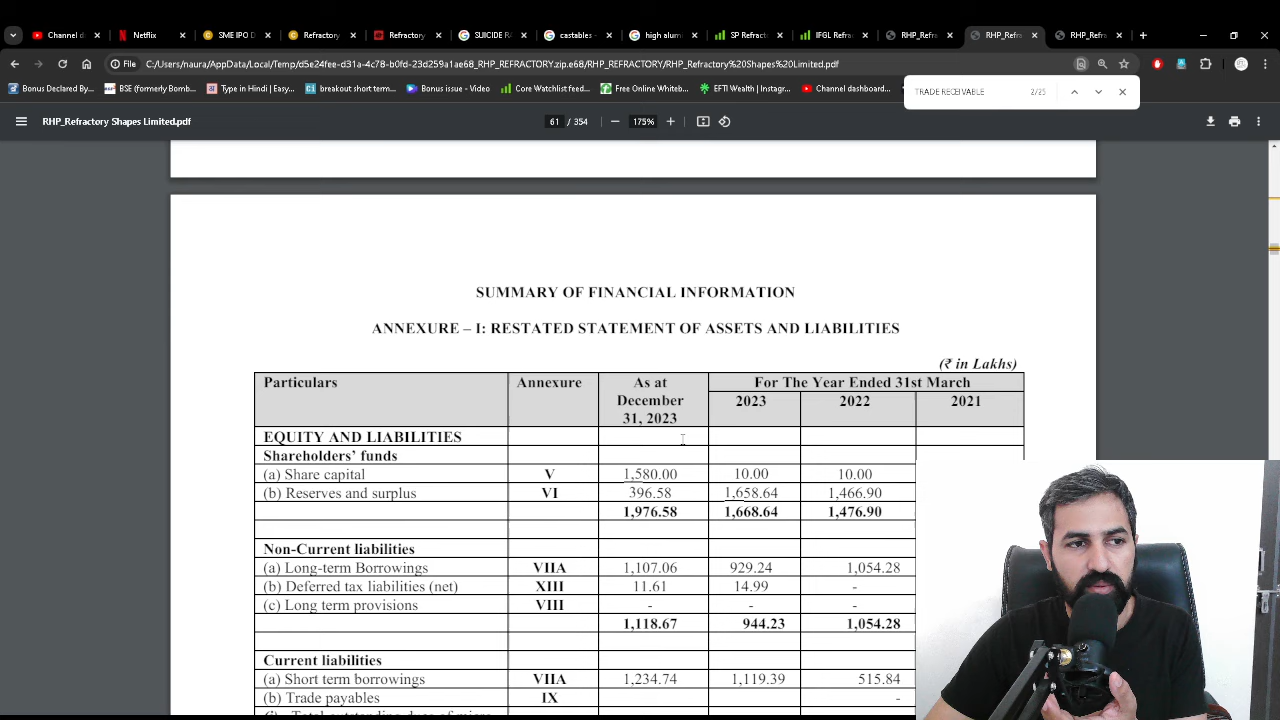 Channel d
Netflix
SME IPO D
Refractory
Refractory
SUICIDE RA
castables -
high alumi
SP Refract
IFGL Refra
RHP_Refra
RHP_Refra
RHP_Refra
File C:/Users/naura/AppData/Local/Temp/d5e24fee-d31a-4c78-b0fd-23d259a1ae68_RHP_REFRACTORY.zip.e68/RHP_REFRACTORY/RHP_Refractory%20Shapes%20Limited.pdf
Bonus Declared By... BSE (formerly Bomb... Type in Hindi | Easy... breakout short term... Bonus issue - Video Core Watchlist feed... Free Online Whiteb... EFTI Wealth | Instagr... Channel dashboard...
TRADE RECEIVABLE 2/25
RHP_Refractory Shapes Limited.pdf 61 / 354 175%
SUMMARY OF FINANCIAL INFORMATION
ANNEXURE – I: RESTATED STATEMENT OF ASSETS AND LIABILITIES
(₹ in Lakhs)
Particulars Annexure As at December 31, 2023 For The Year Ended 31st March
2023 2022 2021
EQUITY AND LIABILITIES
Shareholders' funds
(a) Share capital V 1,580.00 10.00 10.00
(b) Reserves and surplus VI 396.58 1,658.64 1,466.90
1,976.58 1,668.64 1,476.90
Non-Current liabilities
(a) Long-term Borrowings VIIA 1,107.06 929.24 1,054.28
(b) Deferred tax liabilities (net) XIII 11.61 14.99 -
(c) Long term provisions VIII - - -
1,118.67 944.23 1,054.28
Current liabilities
(a) Short term borrowings VIIA 1,234.74 1,119.39 515.84
(b) Trade payables IX -